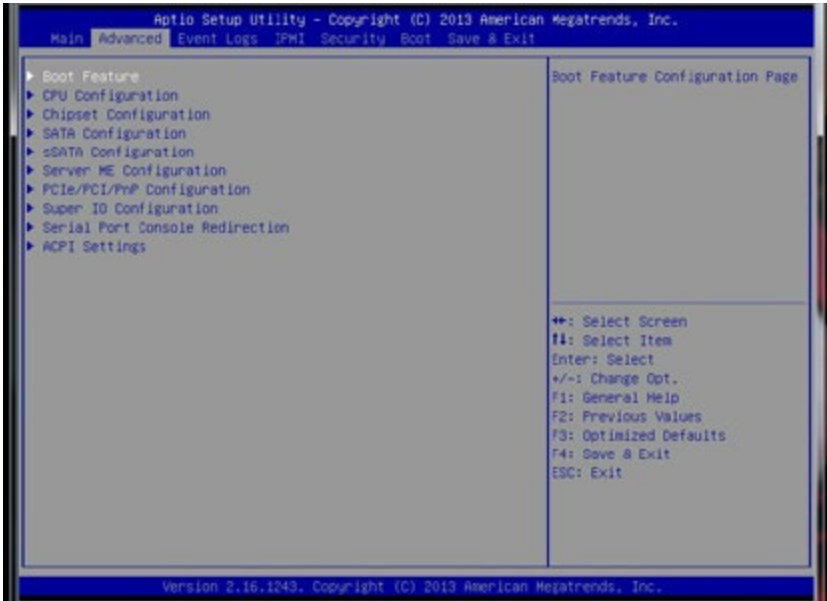 Aptio Setup Utility - Copyright (C) 2013 American Megatrends, Inc.
Main Advanced Event Logs IPMI Security Boot Save & Exit
Boot Feature
CPU Configuration
Chipset Configuration
SATA Configuration
sSATA Configuration
Server ME Configuration
PCIe/PCI/PnP Configuration
Super IO Configuration
Serial Port Console Redirection
ACPI Settings
Boot Feature Configuration Page
→←: Select Screen
↑↓: Select Item
Enter: Select
+/-: Change Opt.
F1: General Help
F2: Previous Values
F3: Optimized Defaults
F4: Save & Exit
ESC: Exit
Version 2.16.1243. Copyright (C) 2013 American Megatrends, Inc.